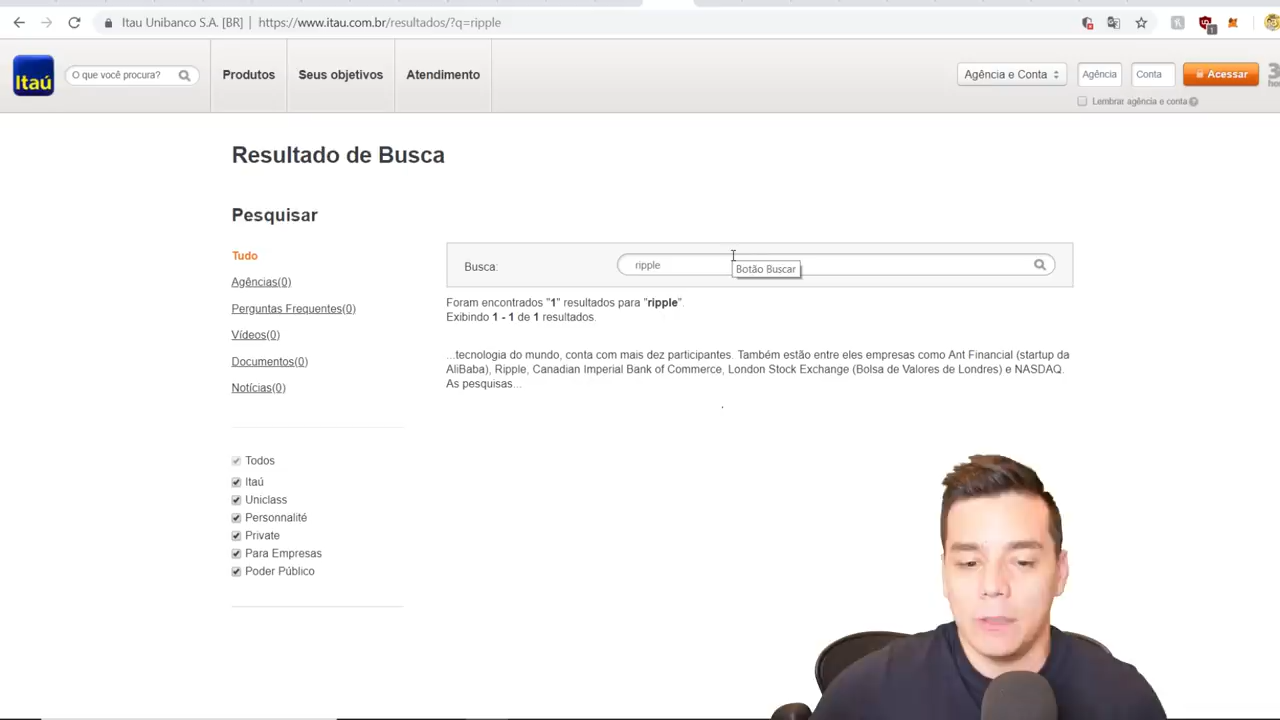 Itau Unibanco S.A. [BR] | https://www.itau.com.br/resultados/?q=ripple
1
Itaú
O que você procura?
Produtos
Seus objetivos
Atendimento
Agência e Conta
Agência
Conta
Acessar
Lembrar agência e conta ?
Resultado de Busca
Pesquisar
Tudo
Agências(0)
Perguntas Frequentes(0)
Vídeos(0)
Documentos(0)
Notícias(0)
Todos
Itaú
Uniclass
Personnalité
Private
Para Empresas
Poder Público
Busca:
ripple
Botão Buscar
Foram encontrados "1" resultados para "ripple".
Exibindo 1 - 1 de 1 resultados.
...tecnologia do mundo, conta com mais dez participantes. Também estão entre eles empresas como Ant Financial (startup da
AliBaba), Ripple, Canadian Imperial Bank of Commerce, London Stock Exchange (Bolsa de Valores de Londres) e NASDAQ.
As pesquisas...